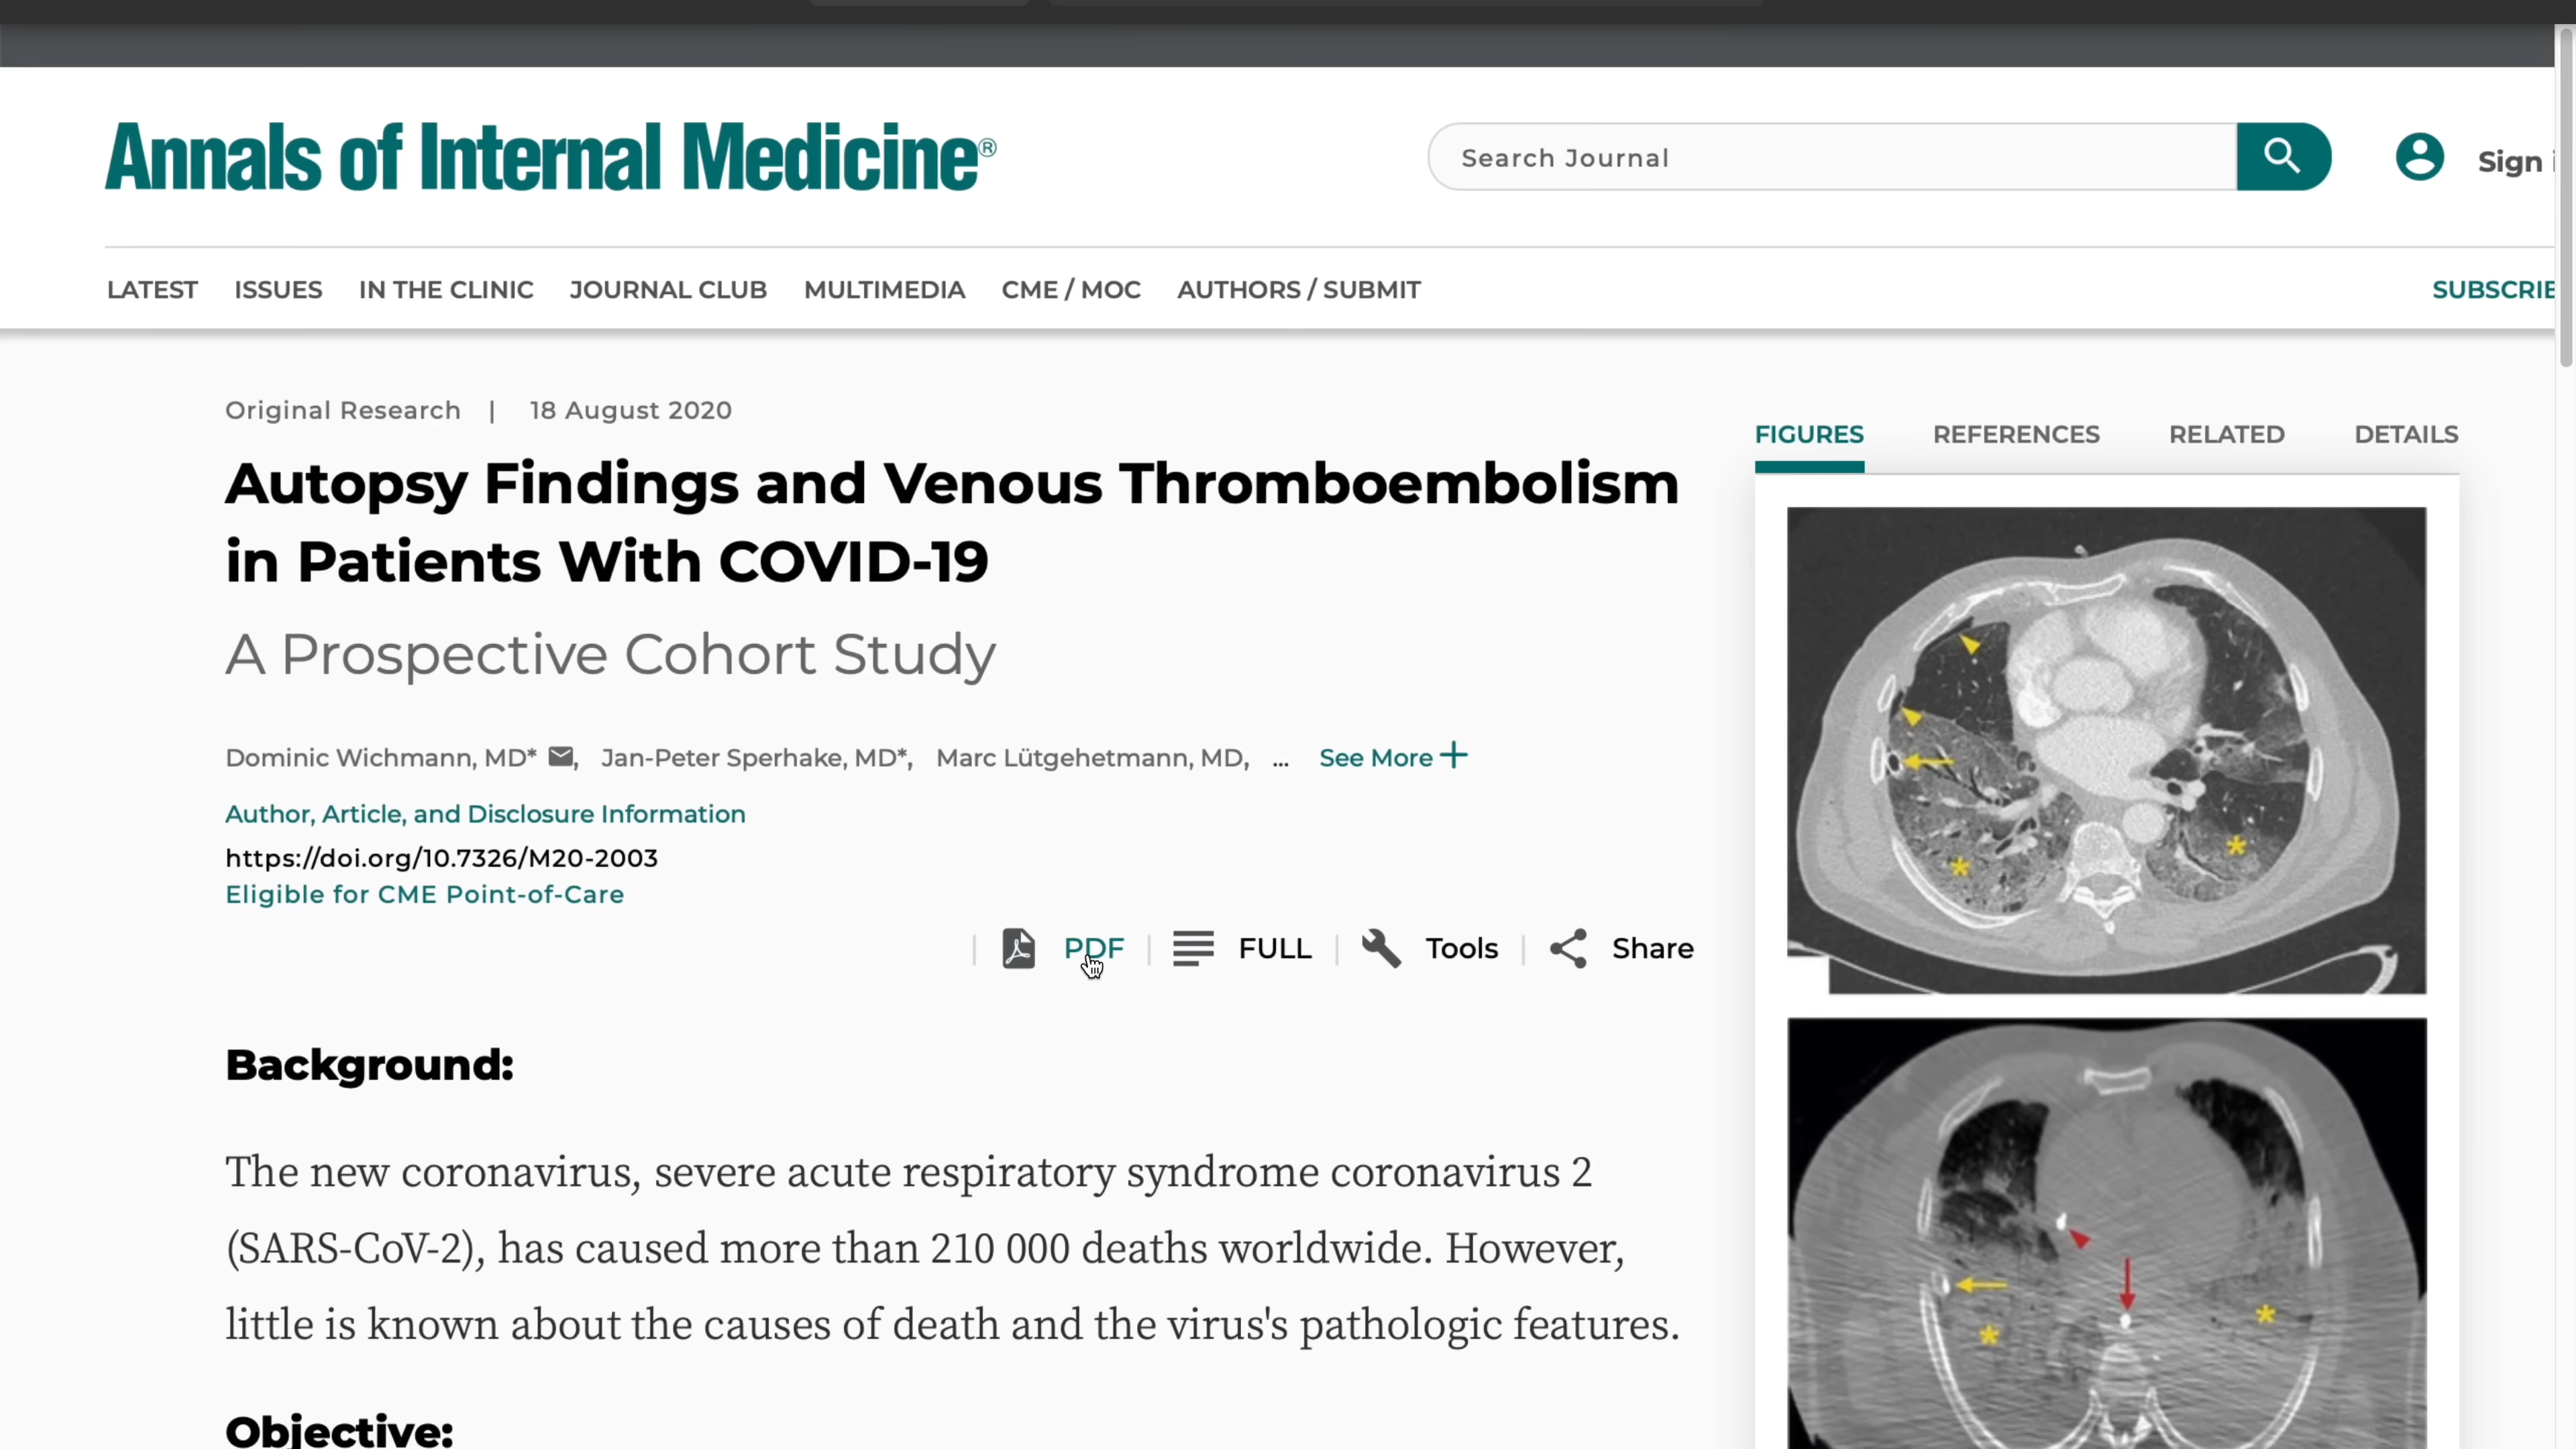 Annals of Internal Medicine®
Search Journal
Sign i
LATEST ISSUES IN THE CLINIC JOURNAL CLUB MULTIMEDIA CME / MOC AUTHORS / SUBMIT
SUBSCRIB
Original Research | 18 August 2020
Autopsy Findings and Venous Thromboembolism
in Patients With COVID-19
A Prospective Cohort Study
Dominic Wichmann, MD*, Jan-Peter Sperhake, MD*, Marc Lütgehetmann, MD, ... See More +
Author, Article, and Disclosure Information
https://doi.org/10.7326/M20-2003
Eligible for CME Point-of-Care
PDF | FULL | Tools | Share
Background:
The new coronavirus, severe acute respiratory syndrome coronavirus 2
(SARS-CoV-2), has caused more than 210 000 deaths worldwide. However,
little is known about the causes of death and the virus's pathologic features.
Objective:
FIGURES REFERENCES RELATED DETAILS